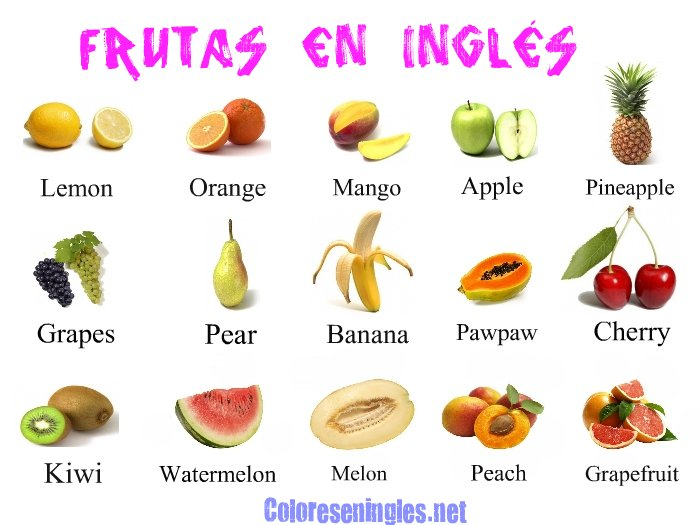 FRUTAS EN INGLÉS
Lemon Orange Mango Apple Pineapple
Grapes Pear Banana Pawpaw Cherry
Kiwi Watermelon Melon Peach Grapefruit
Coloreseningles.net